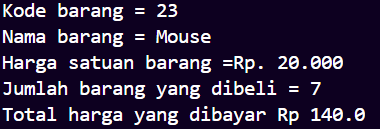 Kode barang = 23
Nama barang = Mouse
Harga satuan barang =Rp. 20.000
Jumlah barang yang dibeli = 7
Total harga yang dibayar Rp 140.0